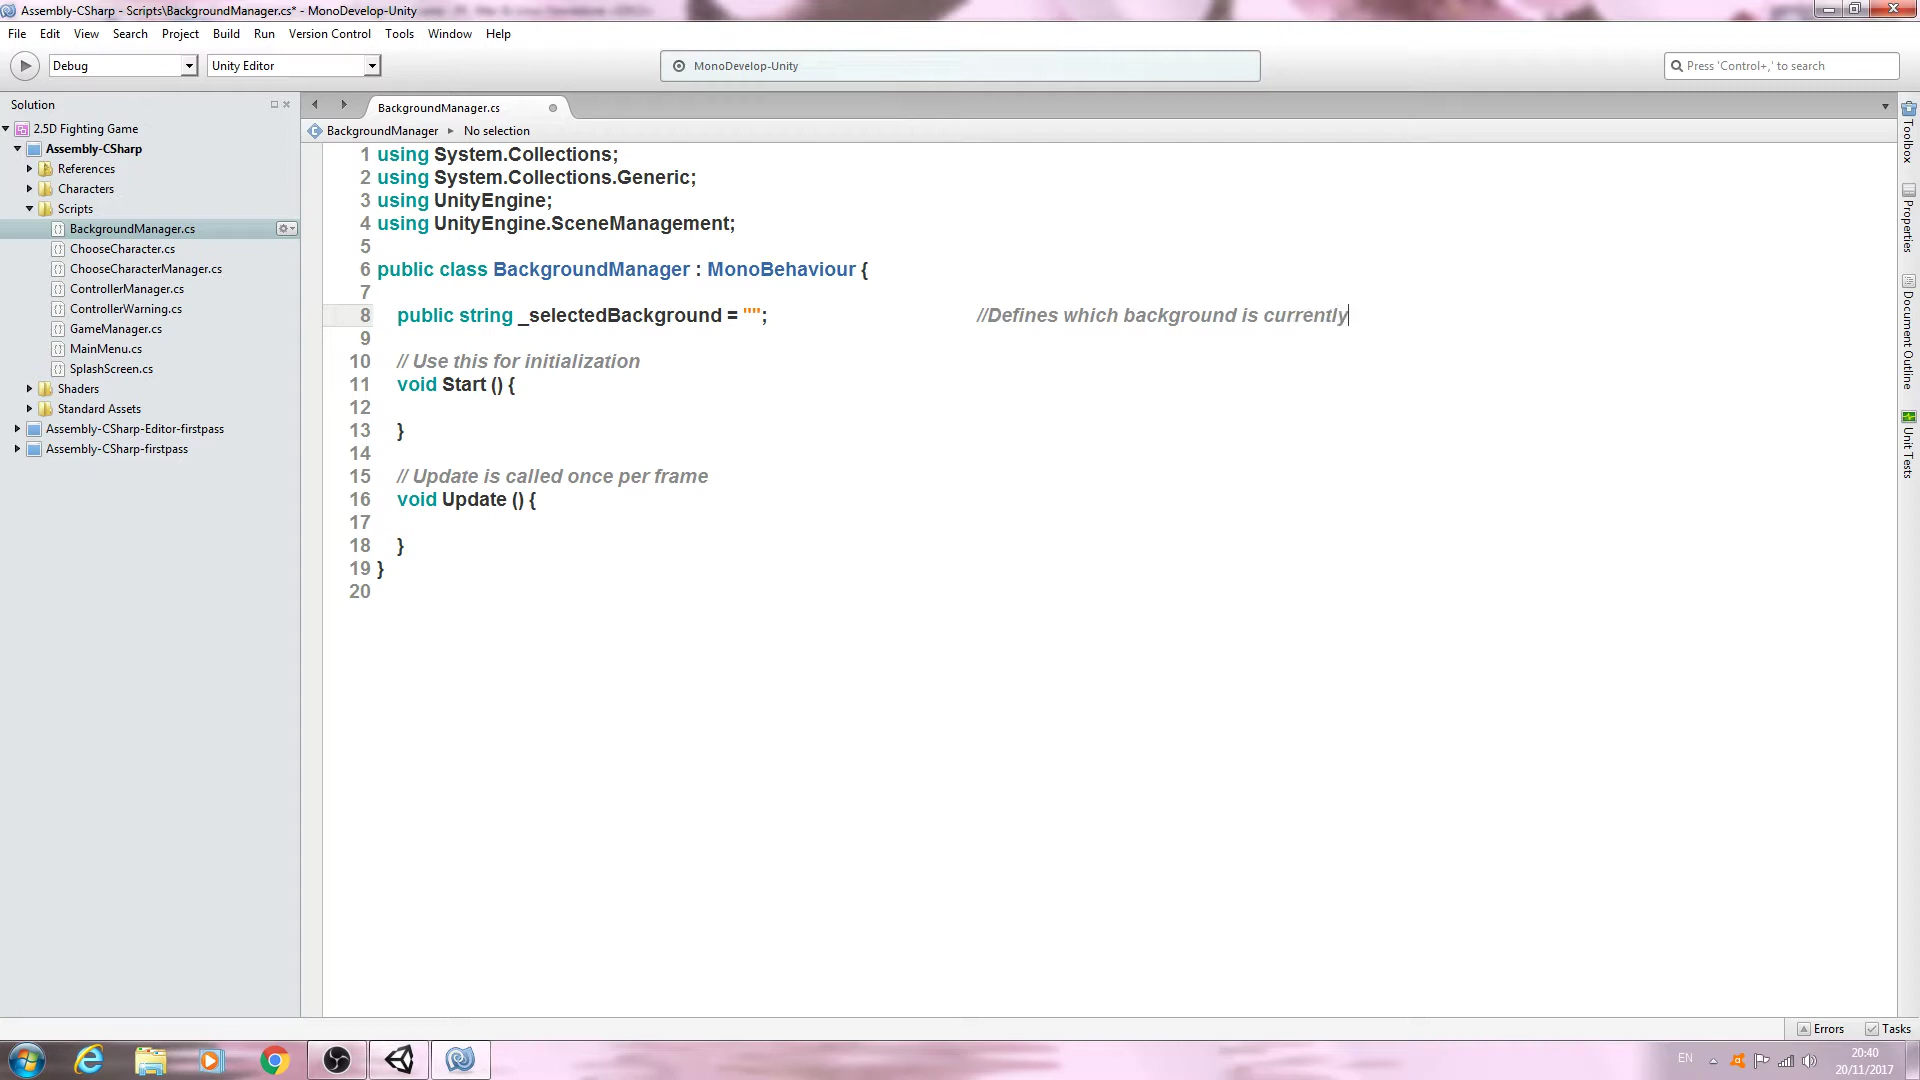 Assembly-CSharp - Scripts\BackgroundManager.cs* - MonoDevelop-Unity
File Edit View Search Project Build Run Version Control Tools Window Help
Debug Unity Editor MonoDevelop-Unity Press 'Control+,' to search
Solution
2.5D Fighting Game
Assembly-CSharp
References
Characters
Scripts
BackgroundManager.cs
ChooseCharacter.cs
ChooseCharacterManager.cs
ControllerManager.cs
ControllerWarning.cs
GameManager.cs
MainMenu.cs
SplashScreen.cs
Shaders
Standard Assets
Assembly-CSharp-Editor-firstpass
Assembly-CSharp-firstpass
BackgroundManager.cs
BackgroundManager No selection
1 using System.Collections;
2 using System.Collections.Generic;
3 using UnityEngine;
4 using UnityEngine.SceneManagement;
5
6 public class BackgroundManager : MonoBehaviour {
7
8 public string _selectedBackground = ""; //Defines which background is currently
9
10 // Use this for initialization
11 void Start () {
12
13 }
14
15 // Update is called once per frame
16 void Update () {
17
18 }
19 }
20
Toolbox
Properties
Document Outline
Unit Tests
Errors Tasks
EN
20:40
20/11/2017